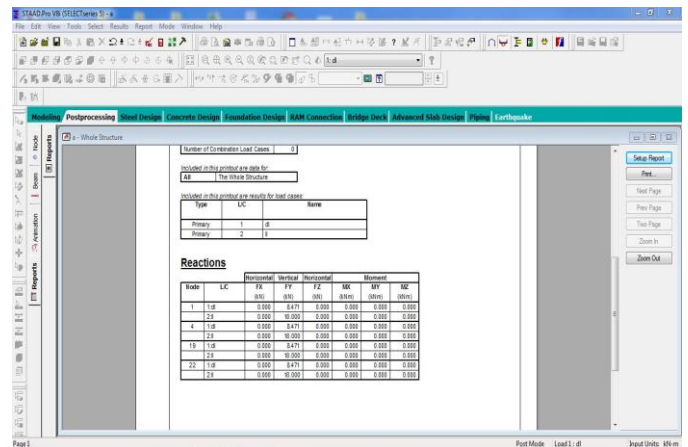 STAAD.Pro V8i (SELECTseries 5) - a
File Edit View Tools Select Results Report Mode Window Help
1: dl
Modeling Postprocessing Steel Design Concrete Design Foundation Design RAM Connection Bridge Deck Advanced Slab Design Piping Earthquake
a - Whole Structure
Node
Beam
Animation
Reports
Reports
Setup Report
Print...
Next Page
Prev Page
Two Page
Zoom In
Zoom Out
Number of Combination Load Cases 0
Included in this printout are data for:
All The Whole Structure
Included in this printout are results for load cases:
Type L/C Name
Primary 1 dl
Primary 2 ll
Reactions
Horizontal Vertical Horizontal Moment
Node L/C FX FY FZ MX MY MZ
(kN) (kN) (kN) (kNm) (kNm) (kNm)
1 1:dl 0.000 8.471 0.000 0.000 0.000 0.000
2:ll 0.000 18.000 0.000 0.000 0.000 0.000
4 1:dl 0.000 8.471 0.000 0.000 0.000 0.000
2:ll 0.000 18.000 0.000 0.000 0.000 0.000
19 1:dl 0.000 8.471 0.000 0.000 0.000 0.000
2:ll 0.000 18.000 0.000 0.000 0.000 0.000
22 1:dl 0.000 8.471 0.000 0.000 0.000 0.000
2:ll 0.000 18.000 0.000 0.000 0.000 0.000
Page 1 Post Mode Load 1 : dl Input Units: kN-m